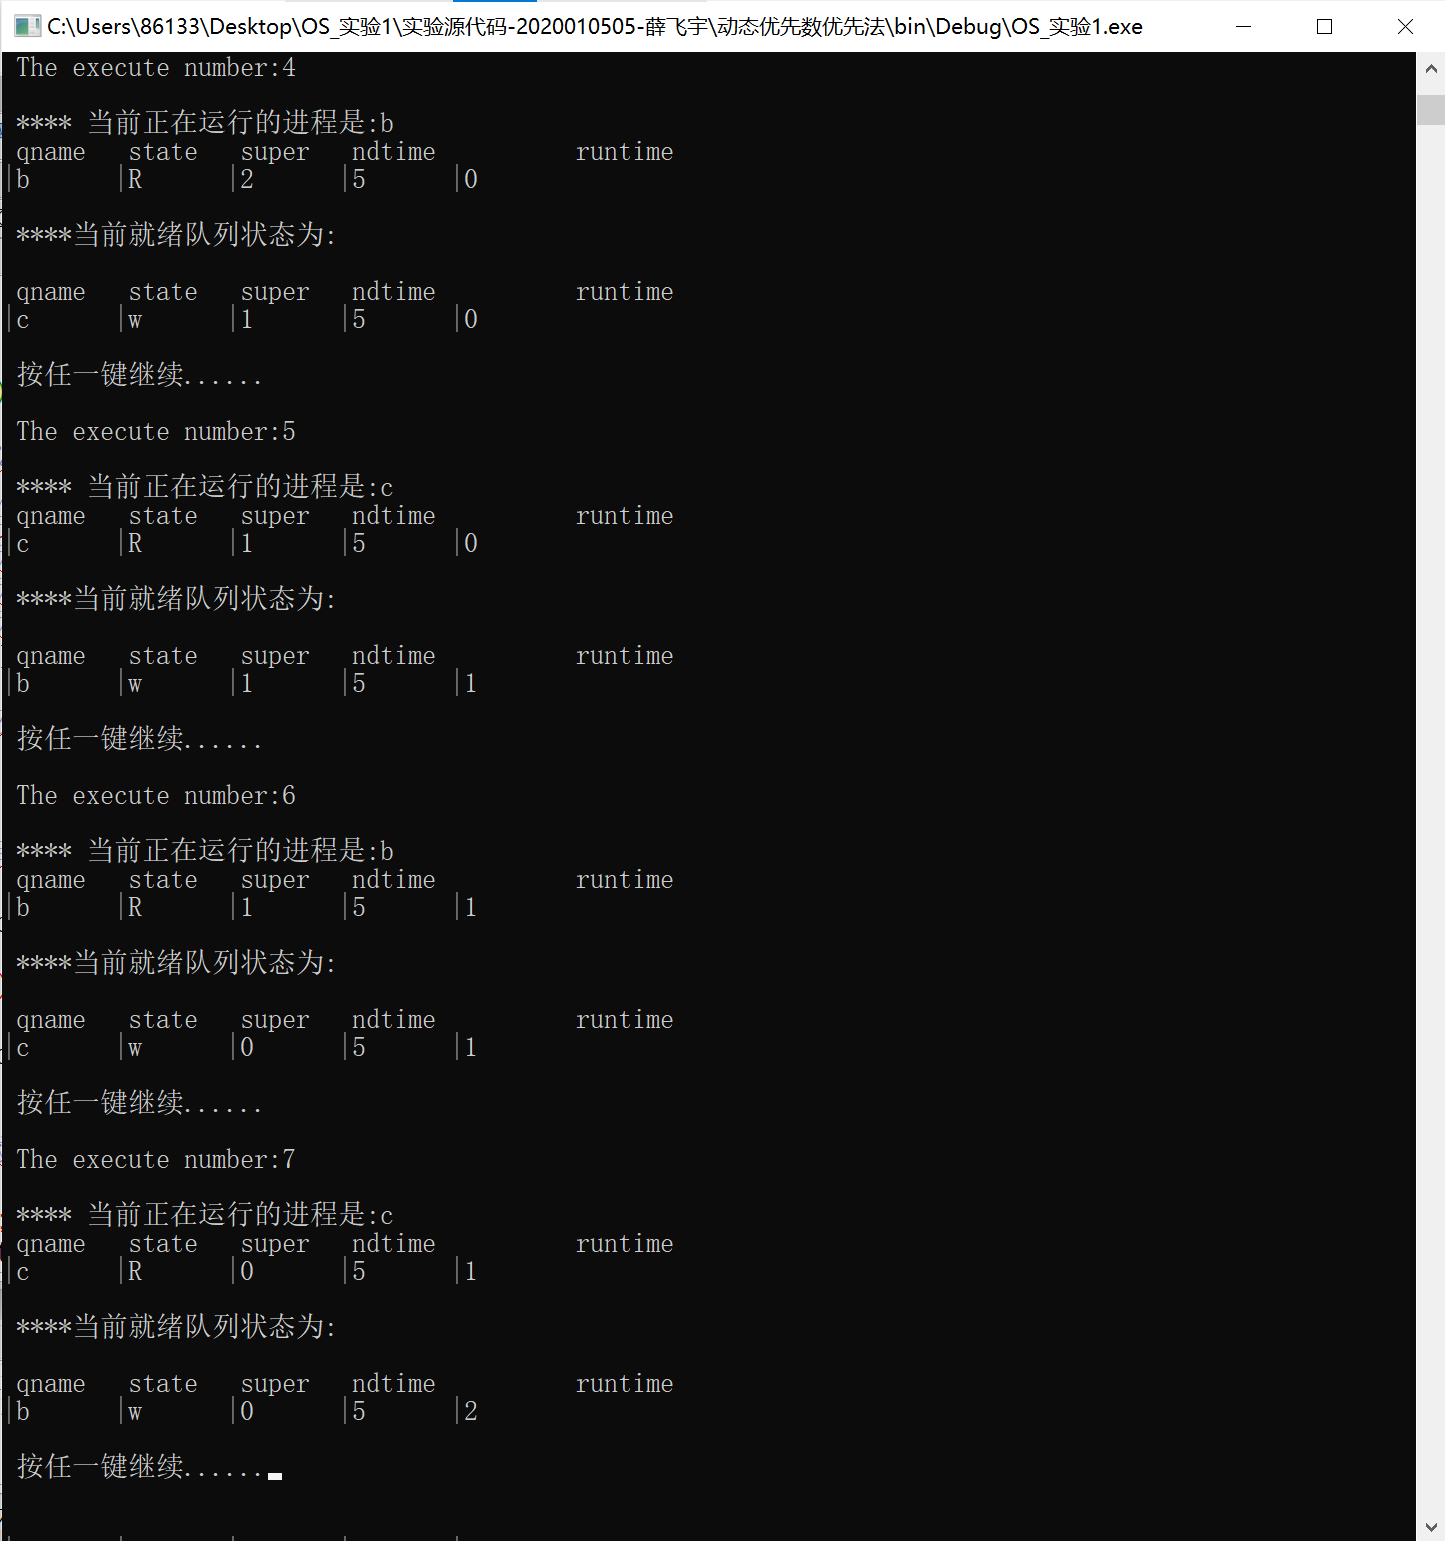 C:\Users\86133\Desktop\OS_实验1\实验源代码-2020010505-薛飞宇\动态优先数优先法\bin\Debug\OS_实验1.exe
The execute number:4
**** 当前正在运行的进程是:b
qname state super ndtime runtime
|b |R |2 |5 |0
****当前就绪队列状态为:
qname state super ndtime runtime
|c |w |1 |5 |0
按任一键继续......
The execute number:5
**** 当前正在运行的进程是:c
qname state super ndtime runtime
|c |R |1 |5 |0
****当前就绪队列状态为:
qname state super ndtime runtime
|b |w |1 |5 |1
按任一键继续......
The execute number:6
**** 当前正在运行的进程是:b
qname state super ndtime runtime
|b |R |1 |5 |1
****当前就绪队列状态为:
qname state super ndtime runtime
|c |w |0 |5 |1
按任一键继续......
The execute number:7
**** 当前正在运行的进程是:c
qname state super ndtime runtime
|c |R |0 |5 |1
****当前就绪队列状态为:
qname state super ndtime runtime
|b |w |0 |5 |2
按任一键继续......